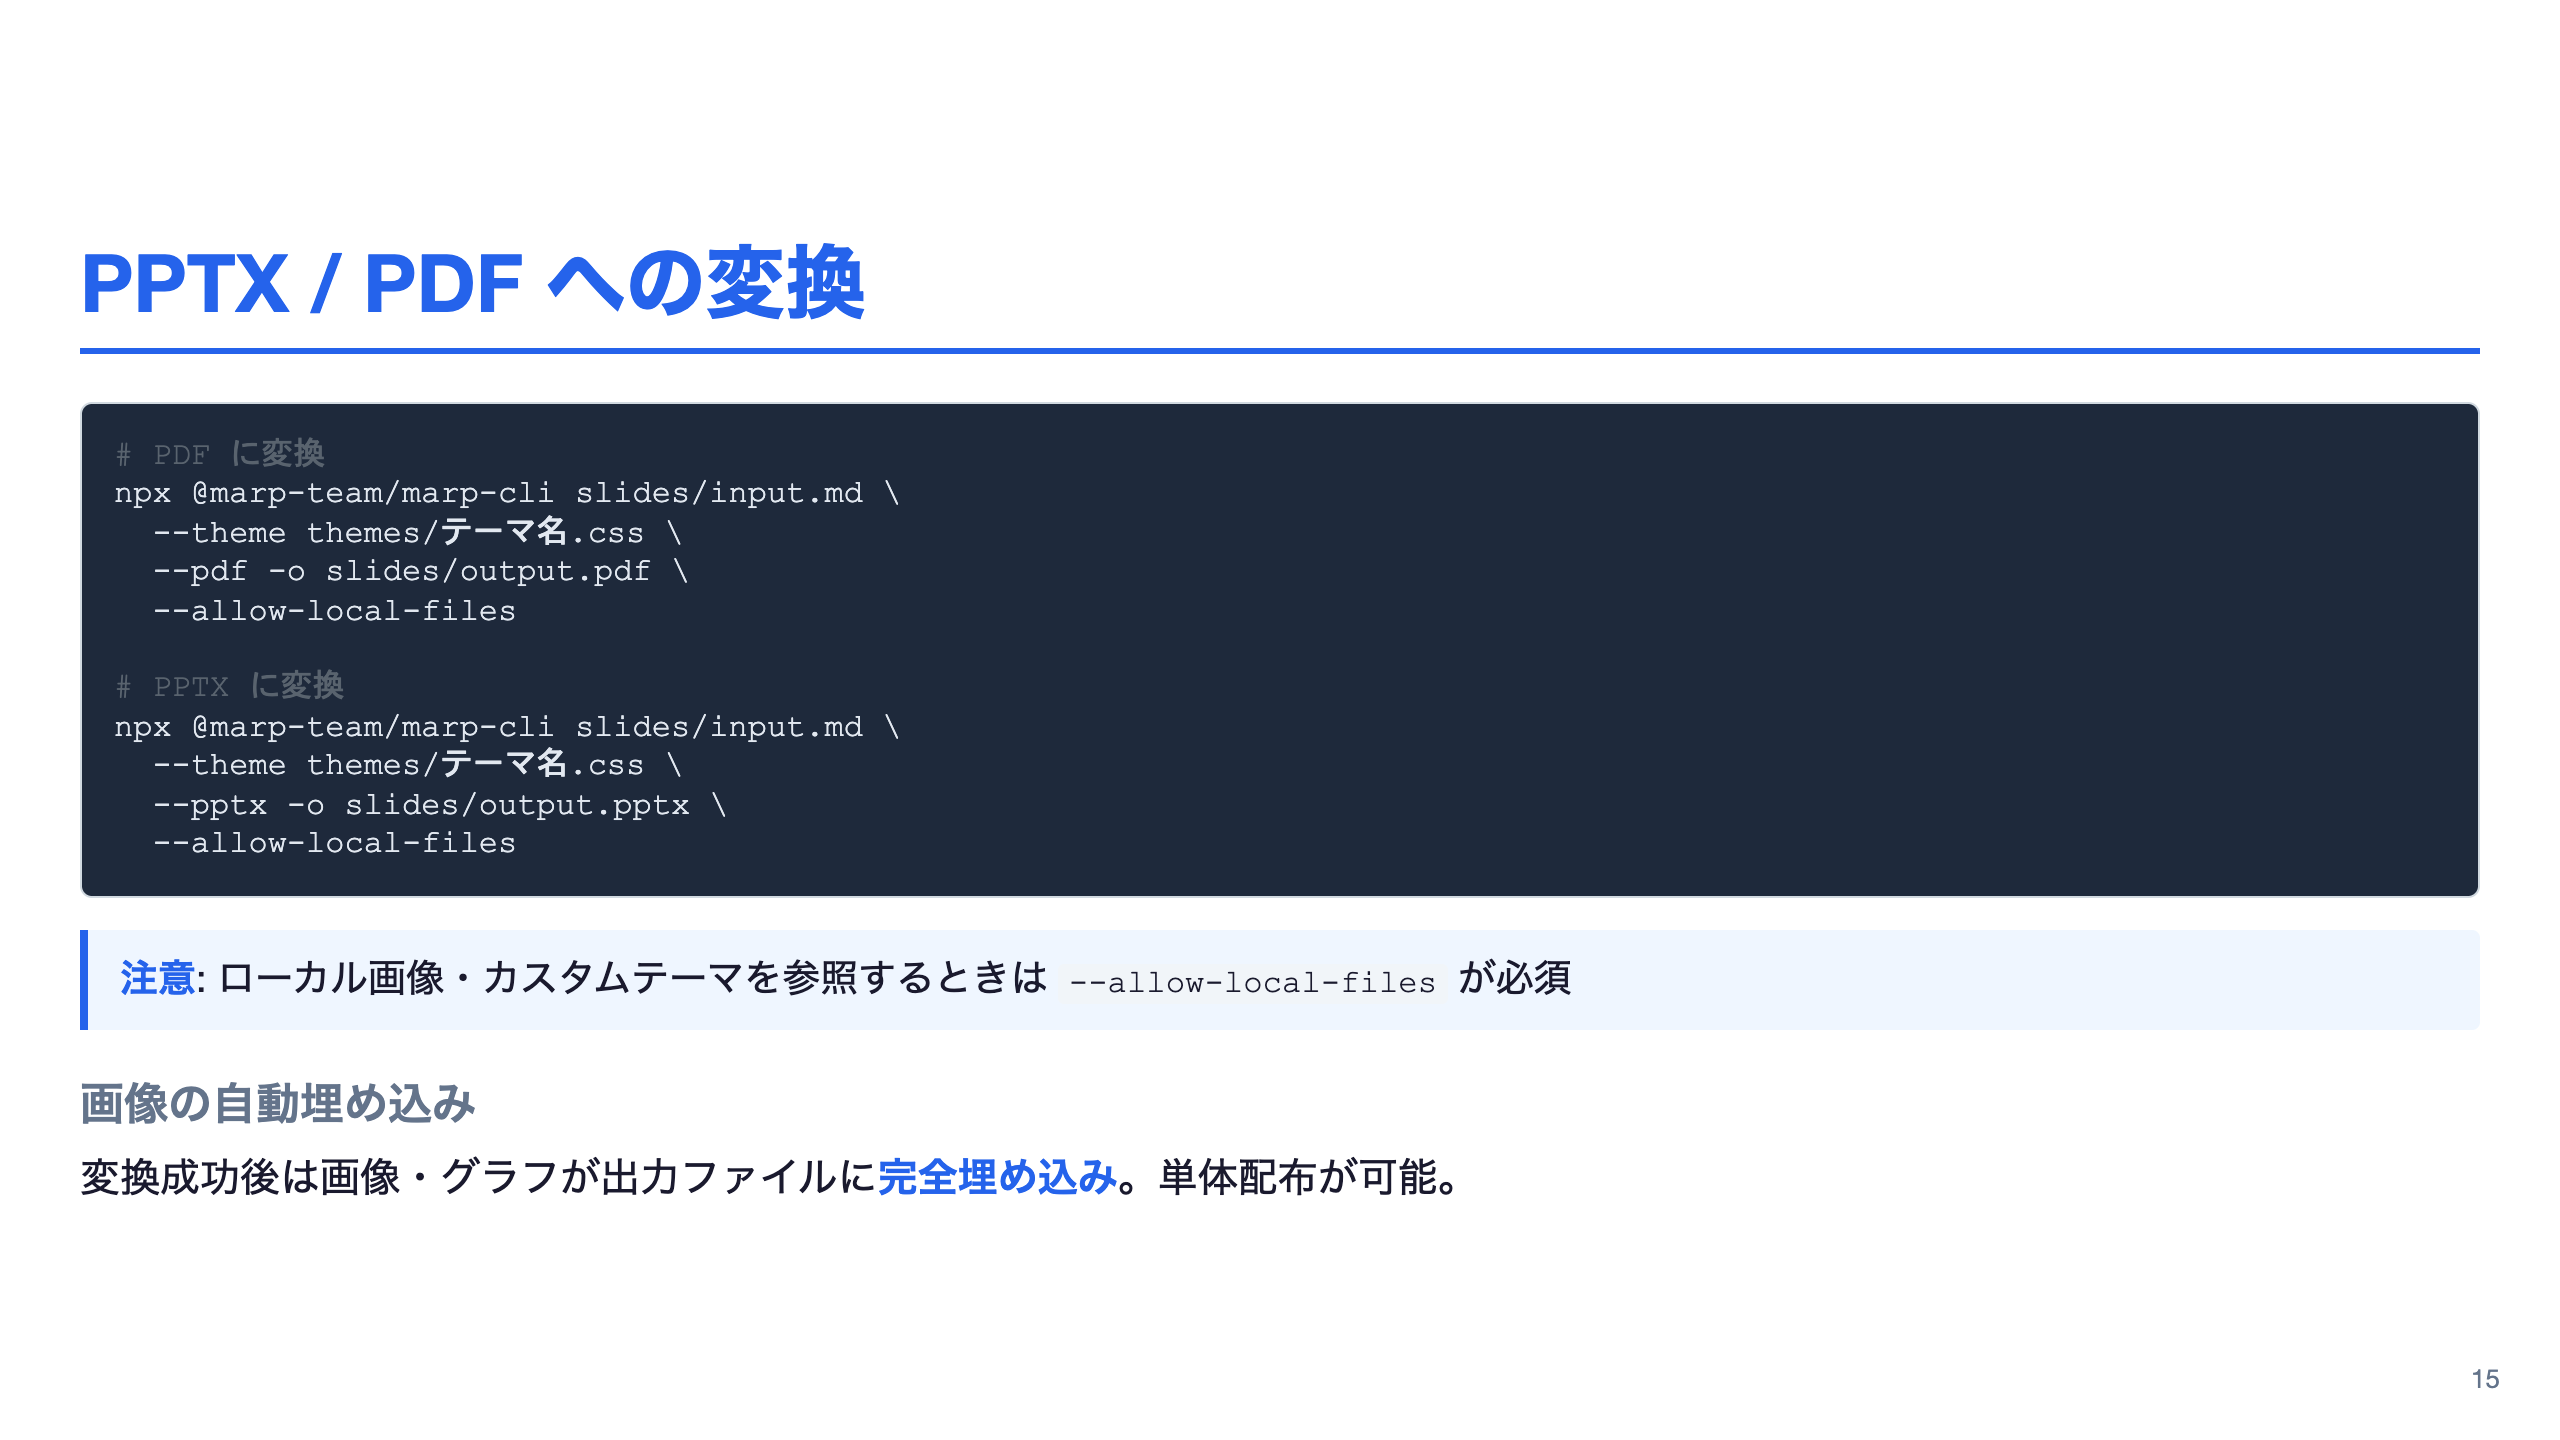 PPTX / PDF への変換
# PDF に変換
npx @marp-team/marp-cli slides/input.md \
  --theme themes/テーマ名.css \
  --pdf -o slides/output.pdf \
  --allow-local-files
# PPTX に変換
npx @marp-team/marp-cli slides/input.md \
  --theme themes/テーマ名.css \
  --pptx -o slides/output.pptx \
  --allow-local-files
注意: ローカル画像・カスタムテーマを参照するときは --allow-local-files が必須
画像の自動埋め込み
変換成功後は画像・グラフが出力ファイルに完全埋め込み。単体配布が可能。
15